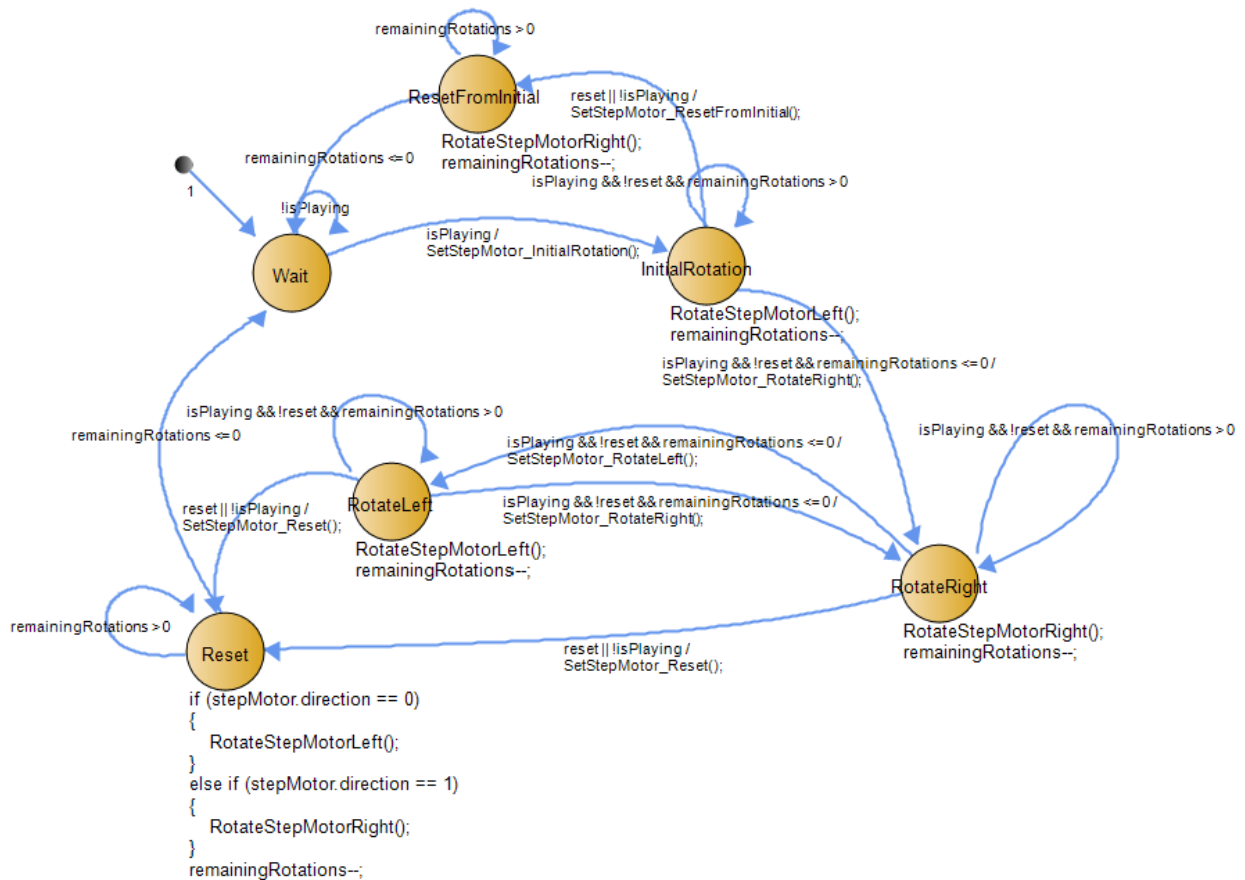 remainingRotations > 0
ResetFromInitial
reset || !isPlaying /
SetStepMotor_ResetFromInitial();
RotateStepMotorRight();
remainingRotations--;
remainingRotations <= 0
1
!isPlaying
isPlaying && !reset && remainingRotations > 0
isPlaying /
SetStepMotor_InitialRotation();
Wait
InitialRotation
RotateStepMotorLeft();
remainingRotations--;
isPlaying && !reset && remainingRotations <= 0 /
SetStepMotor_RotateRight();
isPlaying && !reset && remainingRotations > 0
remainingRotations <= 0
isPlaying && !reset && remainingRotations <= 0 /
SetStepMotor_RotateLeft();
isPlaying && !reset && remainingRotations > 0
reset || !isPlaying /
SetStepMotor_Reset();
RotateLeft
isPlaying && !reset && remainingRotations <= 0 /
SetStepMotor_RotateRight();
RotateStepMotorLeft();
remainingRotations--;
RotateRight
RotateStepMotorRight();
remainingRotations--;
remainingRotations > 0
Reset
reset || !isPlaying /
SetStepMotor_Reset();
if (stepMotor.direction == 0)
{
RotateStepMotorLeft();
}
else if (stepMotor.direction == 1)
{
RotateStepMotorRight();
}
remainingRotations--;